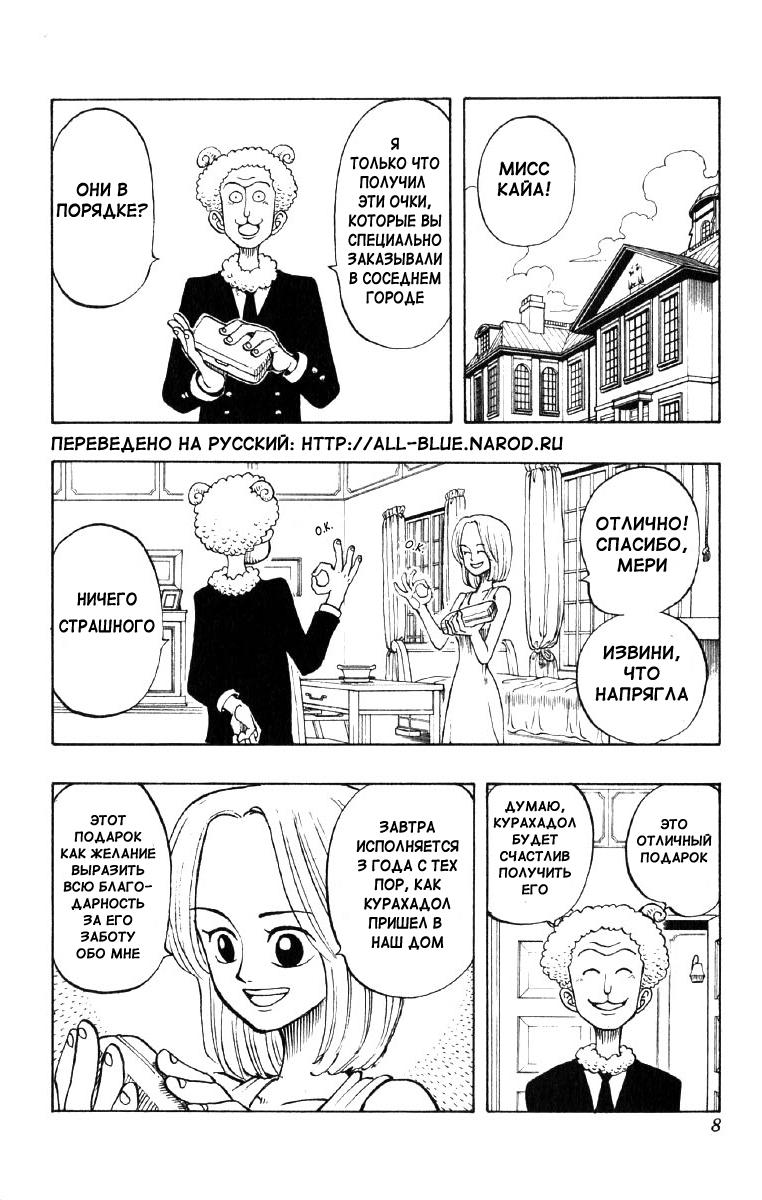 МИСС
КАЙА!
Я
ТОЛЬКО ЧТО
ПОЛУЧИЛ
ЭТИ ОЧКИ,
КОТОРЫЕ ВЫ
СПЕЦИАЛЬНО
ЗАКАЗЫВАЛИ
В СОСЕДНЕМ
ГОРОДЕ
ОНИ В
ПОРЯДКЕ?
ПЕРЕВЕДЕНО НА РУССКИЙ: HTTP://ALL-BLUE.NAROD.RU
ОТЛИЧНО!
СПАСИБО,
МЕРИ
ИЗВИНИ,
ЧТО
НАПРЯГЛА
О.К.
О.К.
НИЧЕГО
СТРАШНОГО
ЭТО
ОТЛИЧНЫЙ
ПОДАРОК
ДУМАЮ,
КУРАХАДОЛ
БУДЕТ
СЧАСТЛИВ
ПОЛУЧИТЬ
ЕГО
ЗАВТРА
ИСПОЛНЯЕТСЯ
3 ГОДА С ТЕХ
ПОР, КАК
КУРАХАДОЛ
ПРИШЕЛ В
НАШ ДОМ
ЭТОТ
ПОДАРОК
КАК ЖЕЛАНИЕ
ВЫРАЗИТЬ
ВСЮ БЛАГО-
ДАРНОСТЬ
ЗА ЕГО
ЗАБОТУ
ОБО МНЕ
8